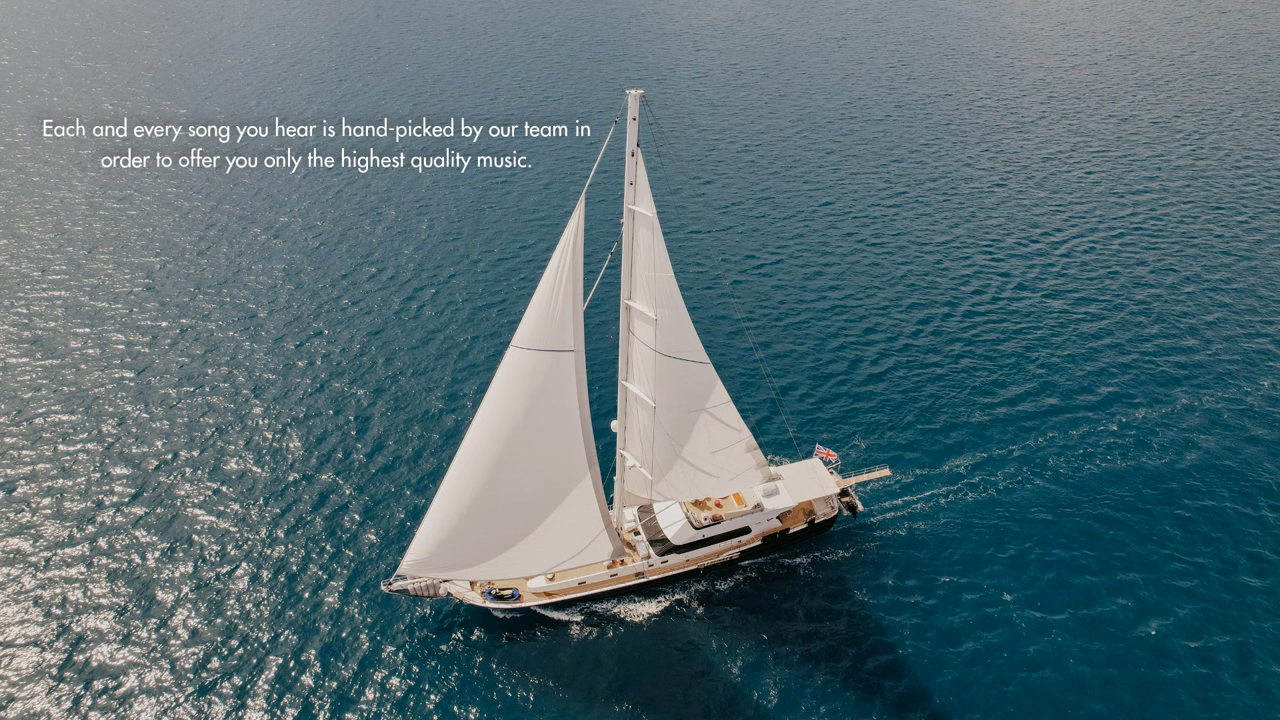 Each and every song you hear is hand-picked by our team in
order to offer you only the highest quality music.